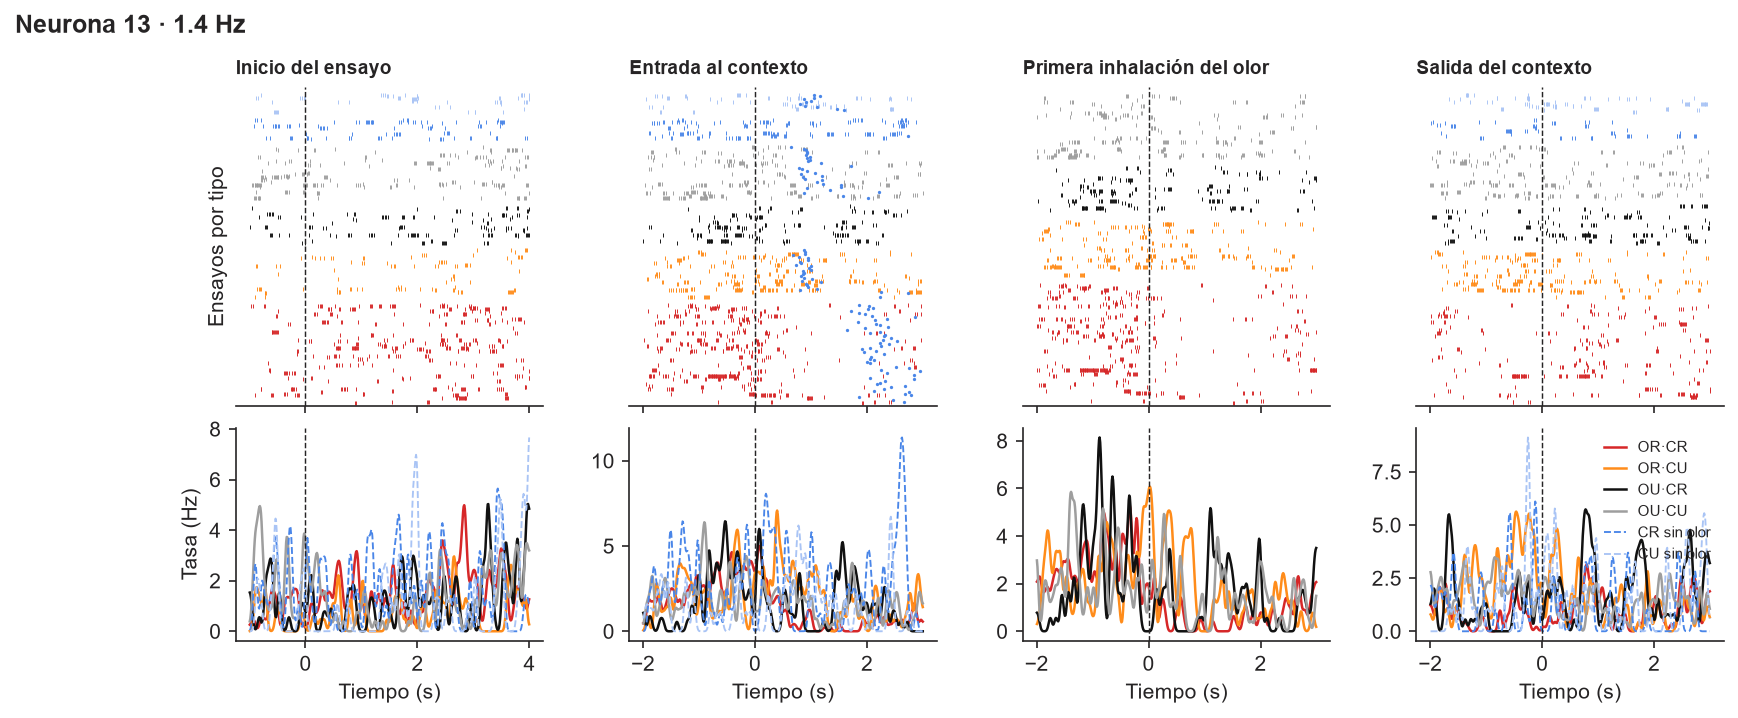 Neurona 13 · 1.4 Hz
Inicio del ensayo
Entrada al contexto
Primera inhalación del olor
Salida del contexto
Ensayos por tipo
Tasa (Hz)
8
6
4
2
0
10
5
0
8
6
4
2
0
7.5
5.0
2.5
0.0
OR·CR
OR·CU
OU·CR
OU·CU
CR sin olor
CU sin olor
0 2 4
−2 0 2
−2 0 2
−2 0 2
Tiempo (s)
Tiempo (s)
Tiempo (s)
Tiempo (s)